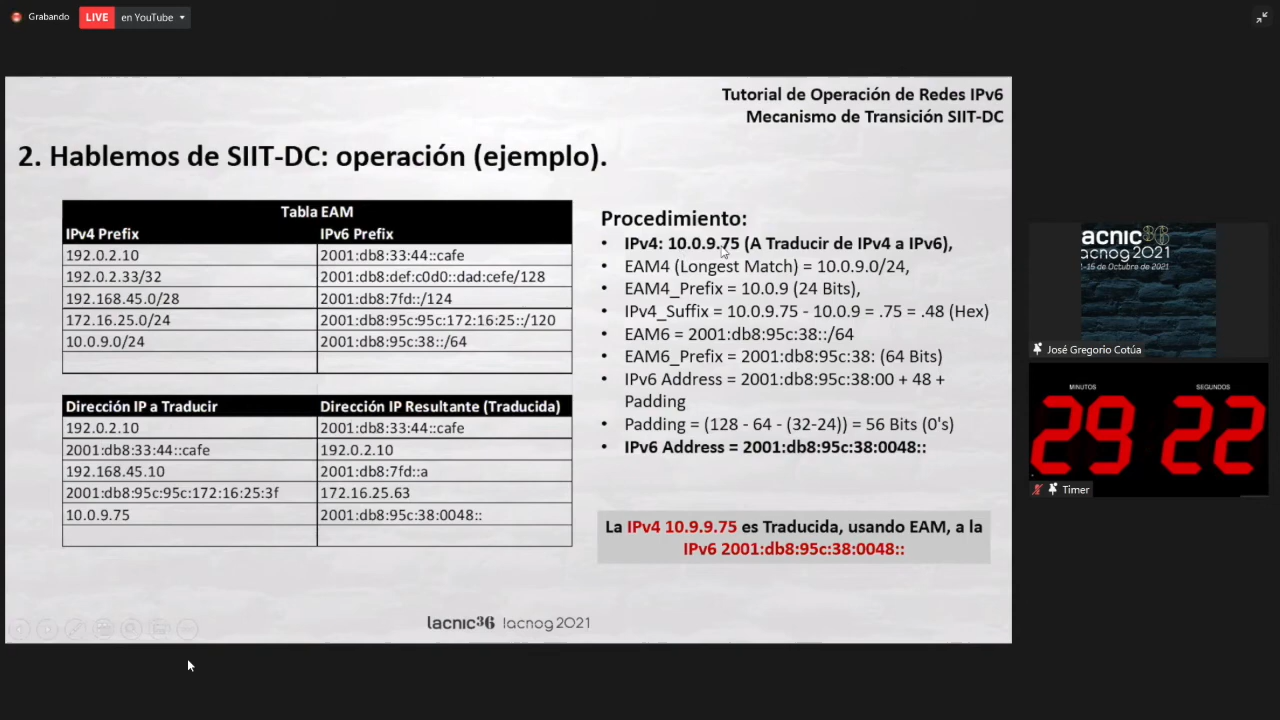 Grabando
LIVE en YouTube
Tutorial de Operación de Redes IPv6
Mecanismo de Transición SIIT-DC
2. Hablemos de SIIT-DC: operación (ejemplo).
Tabla EAM
IPv4 Prefix IPv6 Prefix
192.0.2.10 2001:db8:33:44::cafe
192.0.2.33/32 2001:db8:def:c0d0::dad:cefe/128
192.168.45.0/28 2001:db8:7fd::/124
172.16.25.0/24 2001:db8:95c:95c:172:16:25::/120
10.0.9.0/24 2001:db8:95c:38::/64
Dirección IP a Traducir Dirección IP Resultante (Traducida)
192.0.2.10 2001:db8:33:44::cafe
2001:db8:33:44::cafe 192.0.2.10
192.168.45.10 2001:db8:7fd::a
2001:db8:95c:95c:172:16:25:3f 172.16.25.63
10.0.9.75 2001:db8:95c:38:0048::
Procedimiento:
• IPv4: 10.0.9.75 (A Traducir de IPv4 a IPv6),
• EAM4 (Longest Match) = 10.0.9.0/24,
• EAM4_Prefix = 10.0.9 (24 Bits),
• IPv4_Suffix = 10.0.9.75 - 10.0.9 = .75 = .48 (Hex)
• EAM6 = 2001:db8:95c:38::/64
• EAM6_Prefix = 2001:db8:95c:38: (64 Bits)
• IPv6 Address = 2001:db8:95c:38:00 + 48 +
Padding
• Padding = (128 - 64 - (32-24)) = 56 Bits (0's)
• IPv6 Address = 2001:db8:95c:38:0048::
La IPv4 10.9.9.75 es Traducida, usando EAM, a la
IPv6 2001:db8:95c:38:0048::
lacnic36 lacnog2021
acnic36
lacnog 2021
1-15 de Octubre de 2021
José Gregorio Cotúa
MINUTOS SEGUNDOS
29 22
Timer